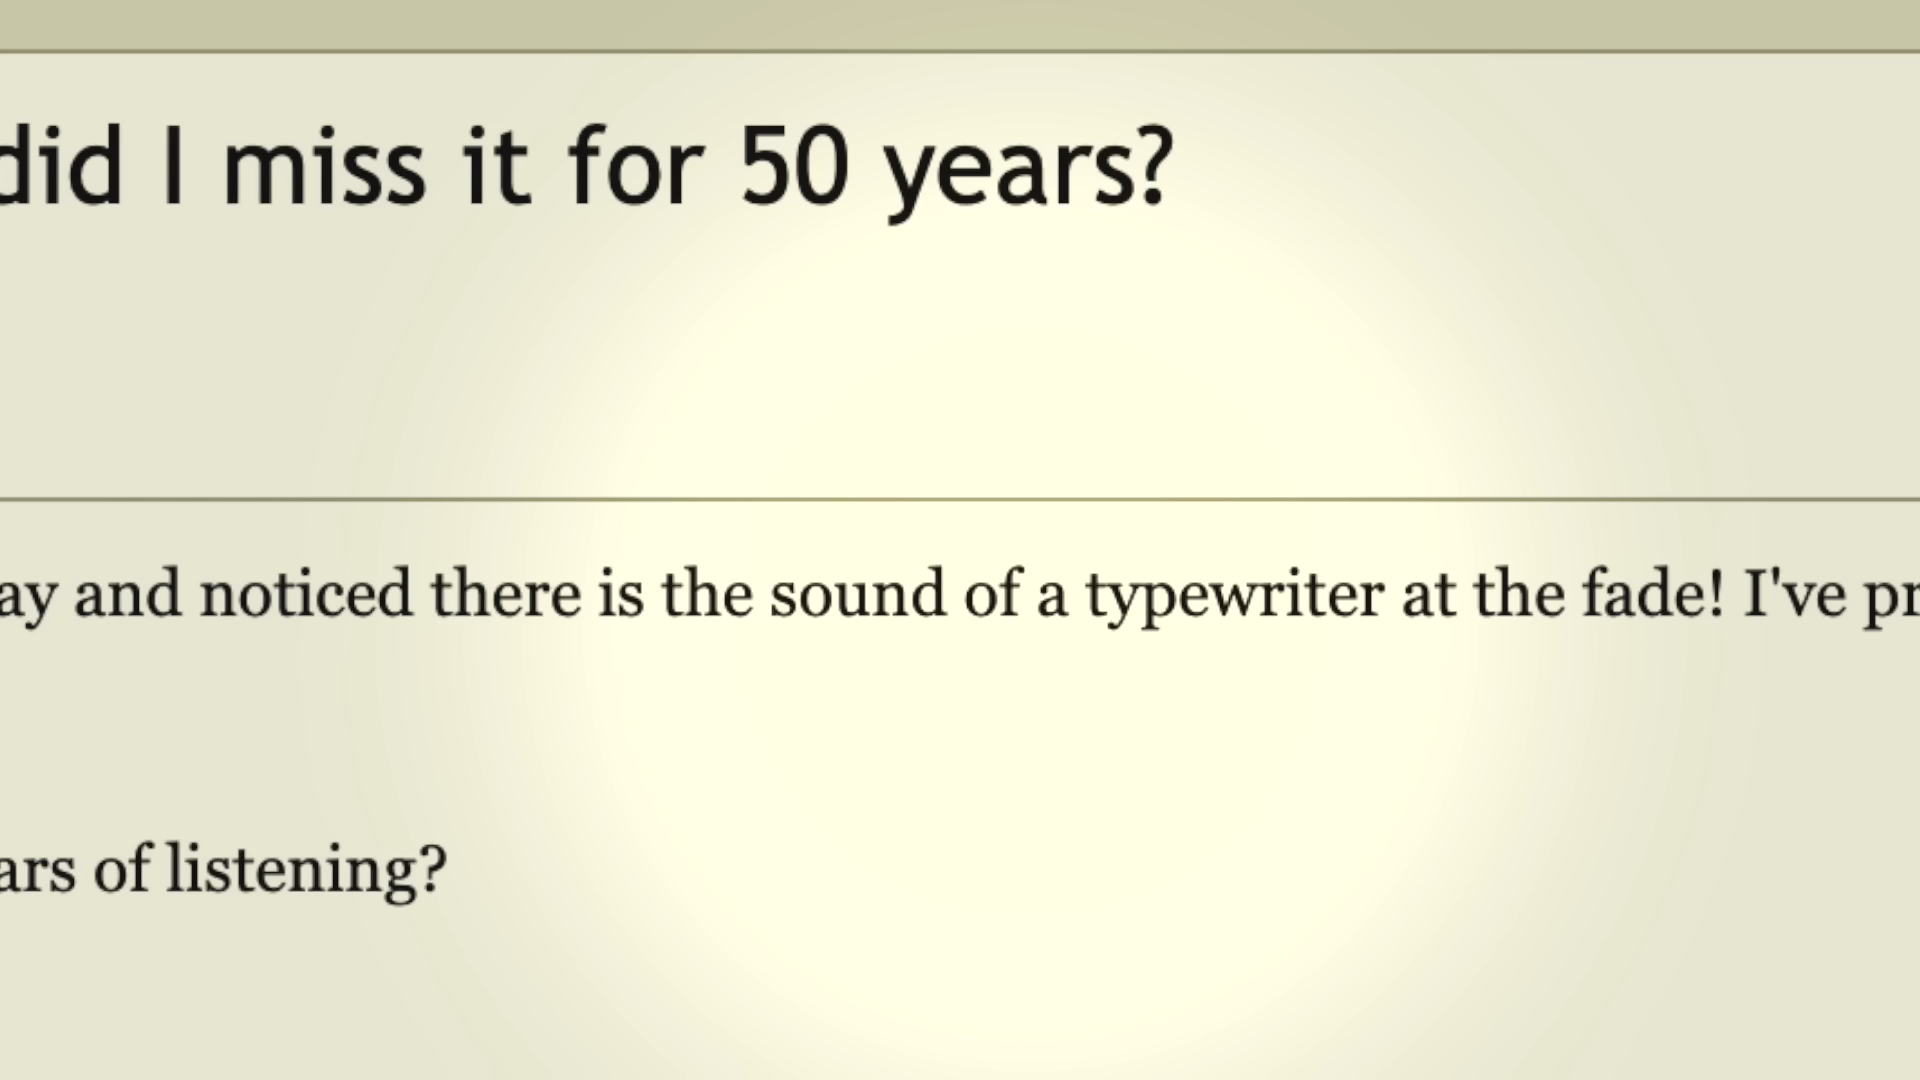 did I miss it for 50 years?
ay and noticed there is the sound of a typewriter at the fade! I've pr
ars of listening?